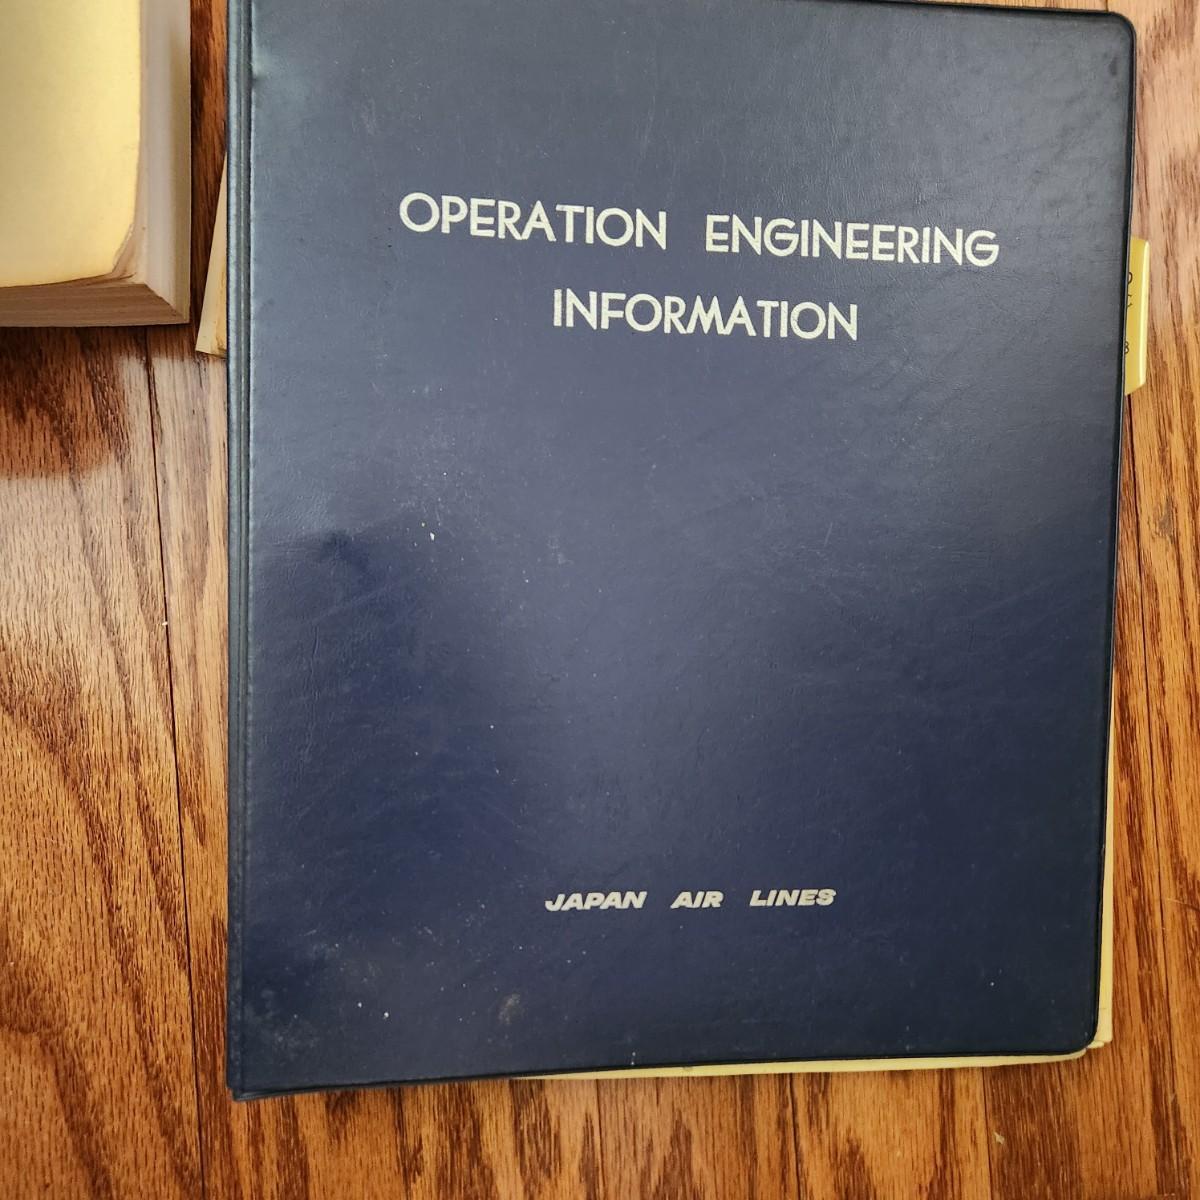 OPERATION ENGINEERING
INFORMATION
JAPAN AIR LINES